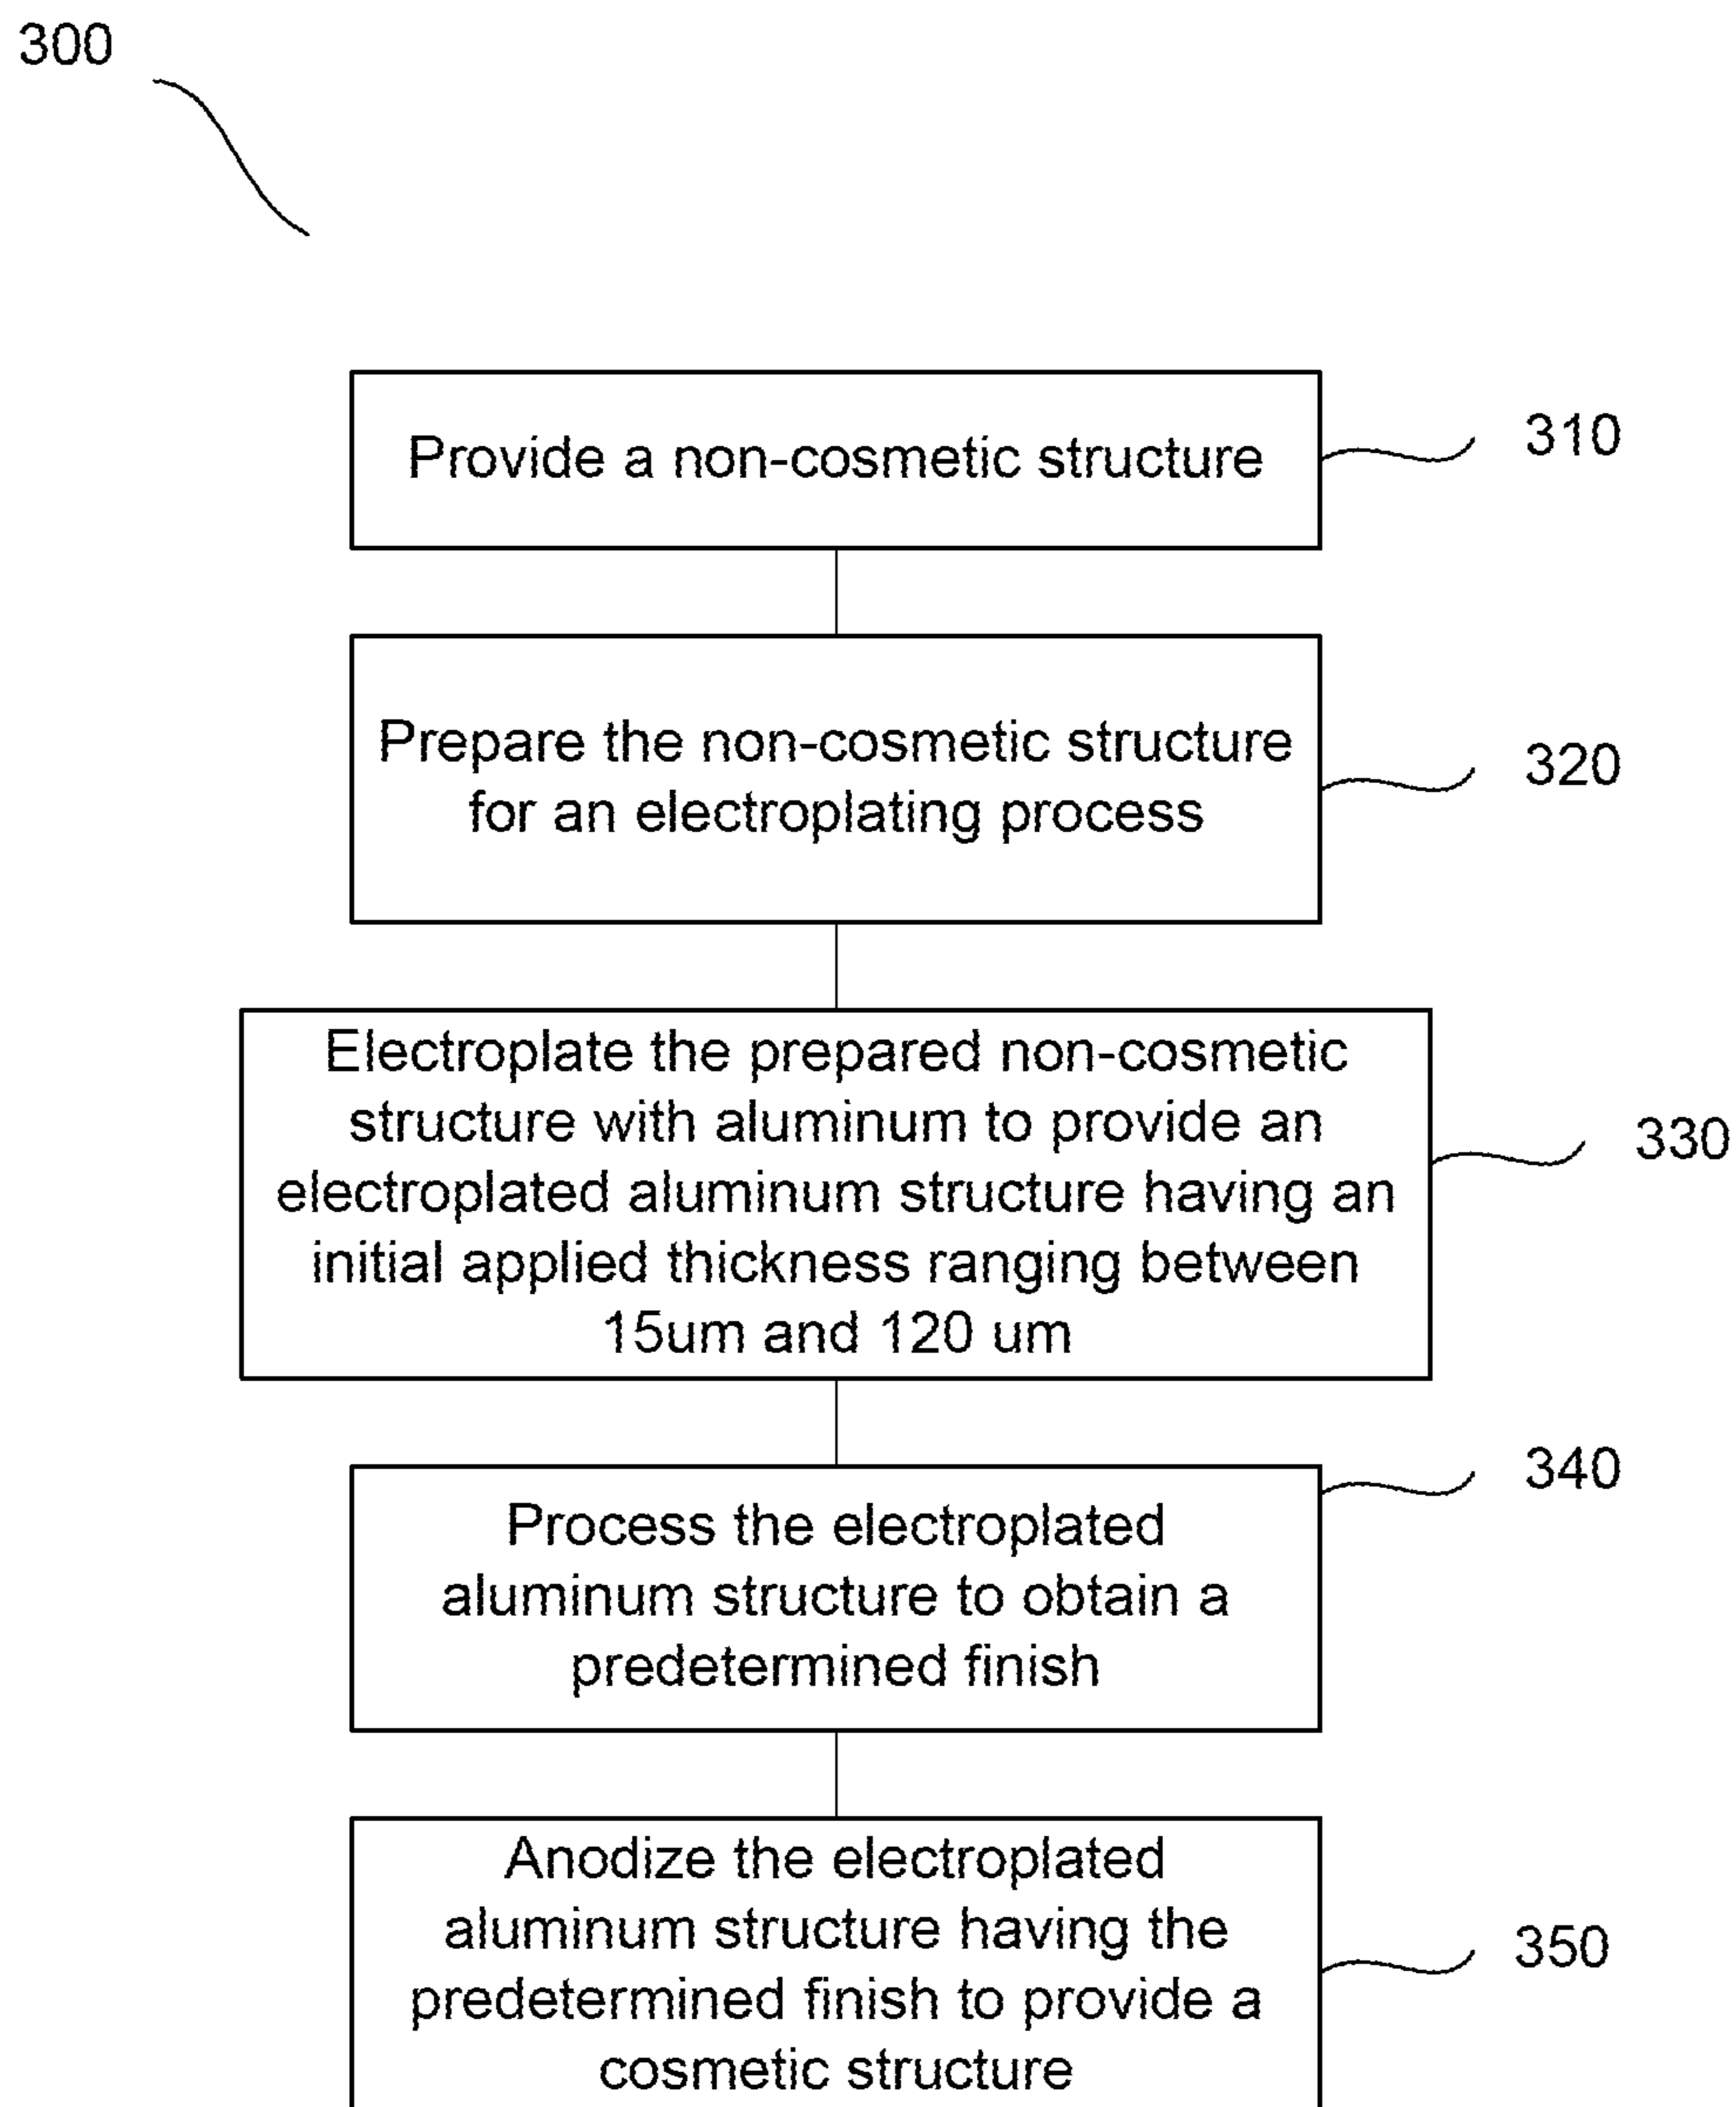 300
Provide a non-cosmetic structure
310
Prepare the non-cosmetic structure
for an electroplating process
320
Electroplate the prepared non-cosmetic
structure with aluminum to provide an
electroplated aluminum structure having an
initial applied thickness ranging between
15um and 120 um
330
Process the electroplated
aluminum structure to obtain a
predetermined finish
340
Anodize the electroplated
aluminum structure having the
predetermined finish to provide a
cosmetic structure
350